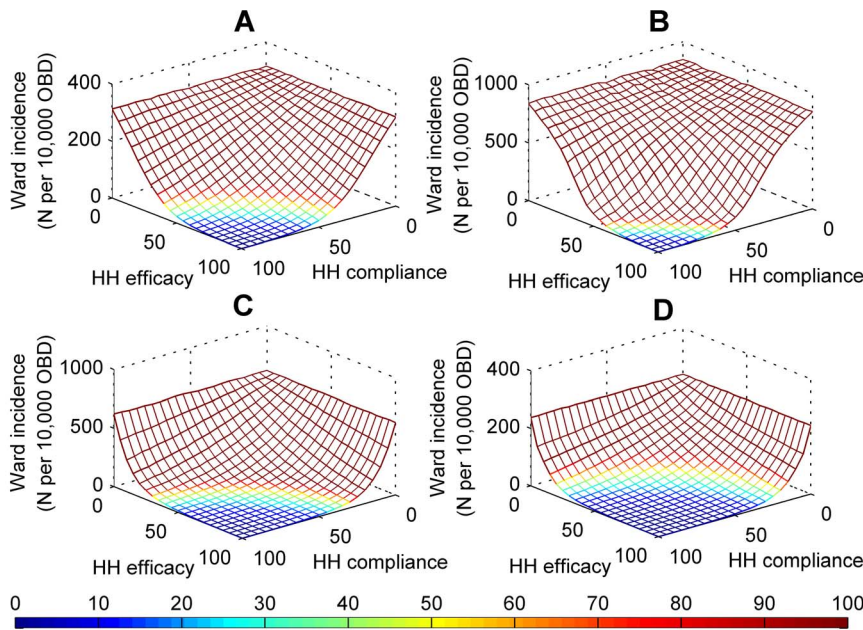 A
Ward incidence
(N per 10,000 OBD)
400
200
0
0
50
100
HH efficacy
100
50
0
HH compliance
B
Ward incidence
(N per 10,000 OBD)
1000
500
0
0
50
100
HH efficacy
100
50
0
HH compliance
C
Ward incidence
(N per 10,000 OBD)
1000
500
0
0
50
100
HH efficacy
100
50
0
HH compliance
D
Ward incidence
(N per 10,000 OBD)
400
200
0
0
50
100
HH efficacy
100
50
0
HH compliance
0 10 20 30 40 50 60 70 80 90 100